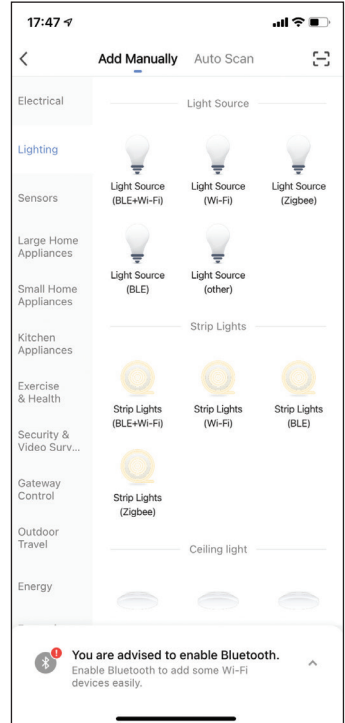 17:47
Add Manually Auto Scan
Electrical
Lighting
Sensors
Large Home
Appliances
Small Home
Appliances
Kitchen
Appliances
Exercise
& Health
Security &
Video Surv...
Gateway
Control
Outdoor
Travel
Energy
Light Source
Light Source
(BLE+Wi-Fi)
Light Source
(Wi-Fi)
Light Source
(Zigbee)
Light Source
(BLE)
Light Source
(other)
Strip Lights
Strip Lights
(BLE+Wi-Fi)
Strip Lights
(Wi-Fi)
Strip Lights
(BLE)
Strip Lights
(Zigbee)
Ceiling light
You are advised to enable Bluetooth.
Enable Bluetooth to add some Wi-Fi
devices easily.